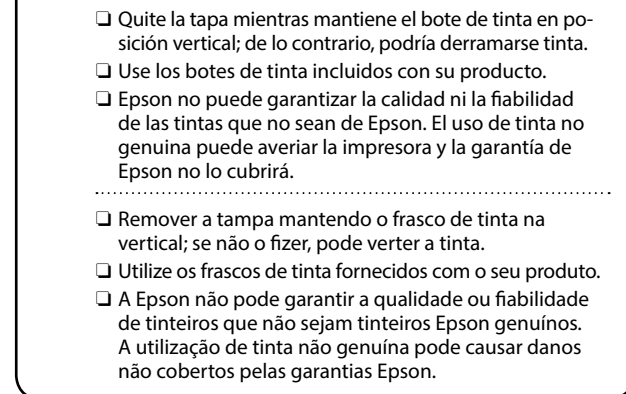 ❏ Quite la tapa mientras mantiene el bote de tinta en po-
sición vertical; de lo contrario, podría derramarse tinta.
❏ Use los botes de tinta incluidos con su producto.
❏ Epson no puede garantizar la calidad ni la fiabilidad
de las tintas que no sean de Epson. El uso de tinta no
genuina puede averiar la impresora y la garantía de
Epson no lo cubrirá.
❏ Remover a tampa mantendo o frasco de tinta na
vertical; se não o fizer, pode verter a tinta.
❏ Utilize os frascos de tinta fornecidos com o seu produto.
❏ A Epson não pode garantir a qualidade ou fiabilidade
de tinteiros que não sejam tinteiros Epson genuínos.
A utilização de tinta não genuína pode causar danos
não cobertos pelas garantias Epson.